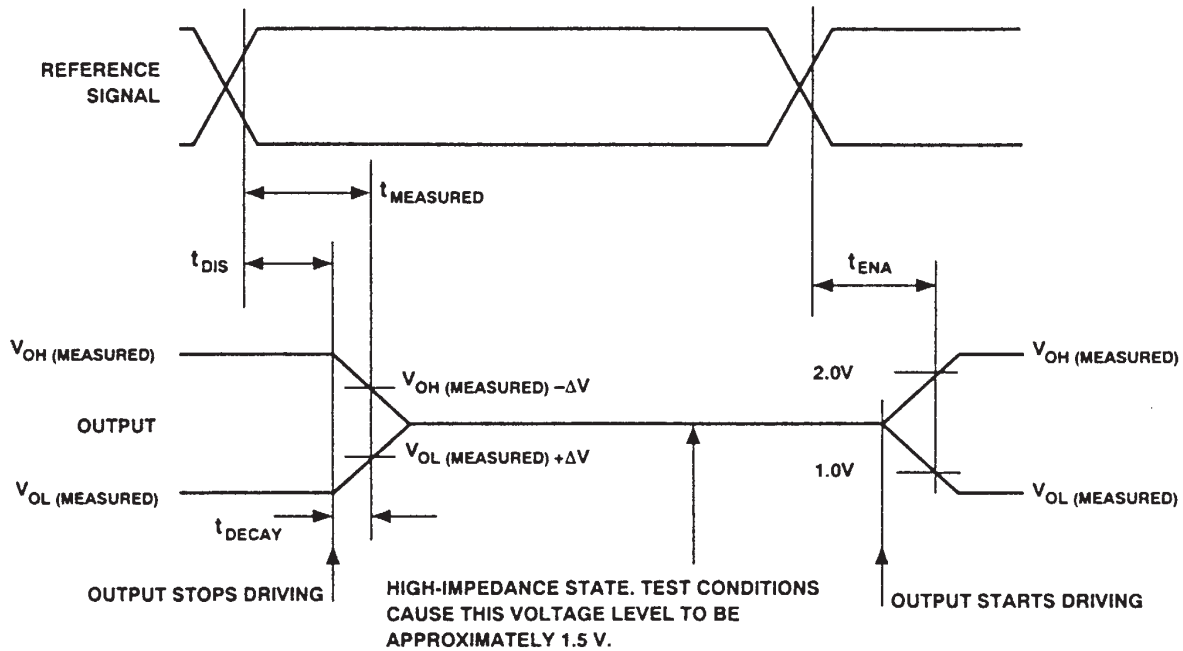 REFERENCE
SIGNAL
tMEASURED
tDIS
tENA
VOH (MEASURED)
VOH (MEASURED) –ΔV
2.0V
VOH (MEASURED)
OUTPUT
VOL (MEASURED) +ΔV
1.0V
VOL (MEASURED)
VOL (MEASURED)
tDECAY
OUTPUT STOPS DRIVING
HIGH-IMPEDANCE STATE. TEST CONDITIONS
CAUSE THIS VOLTAGE LEVEL TO BE
APPROXIMATELY 1.5 V.
OUTPUT STARTS DRIVING